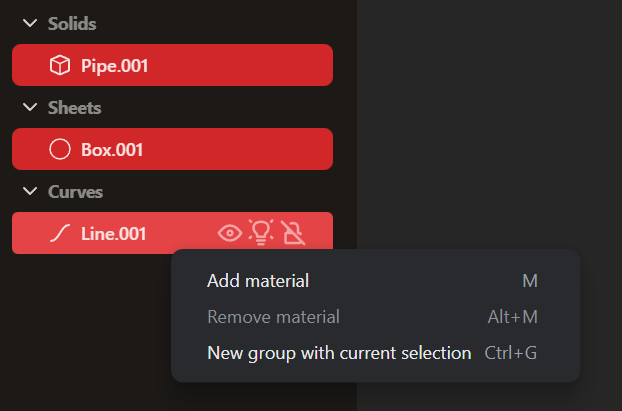 Solids
Pipe.001
Sheets
Box.001
Curves
Line.001
Add material M
Remove material Alt+M
New group with current selection Ctrl+G